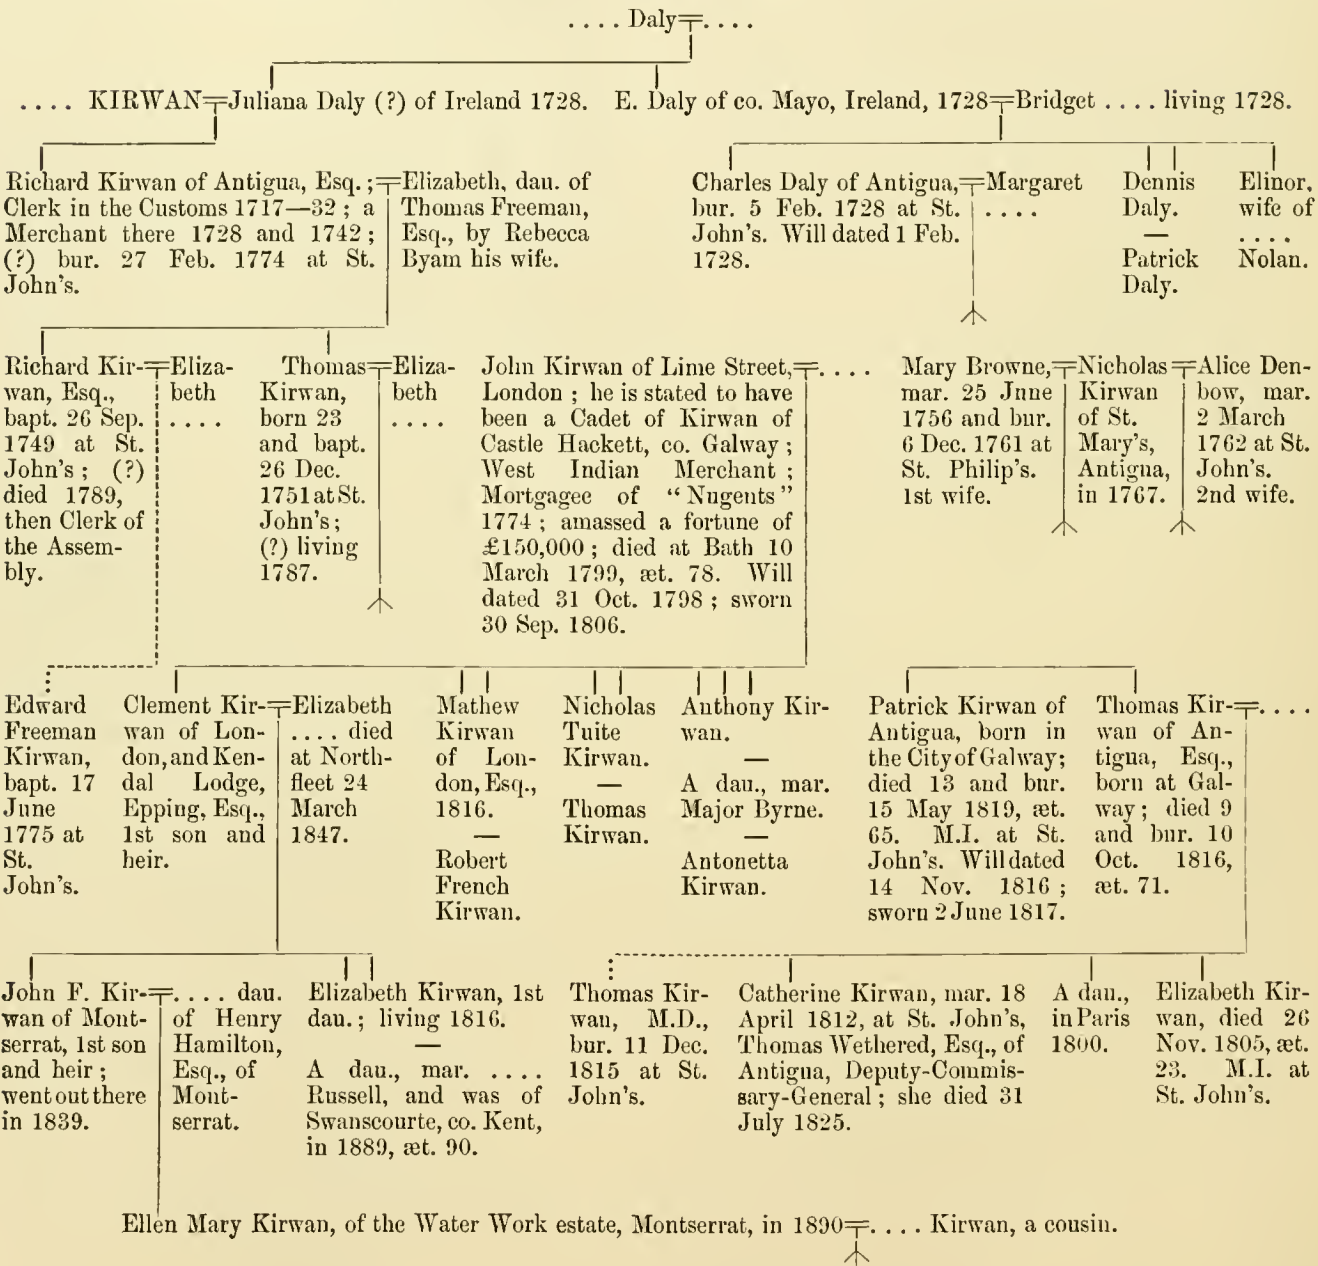 .... Daly╤....
.... KIRWAN╤Juliana Daly (?) of Ireland 1728.
E. Daly of co. Mayo, Ireland, 1728╤Bridget .... living 1728.
Richard Kirwan of Antigua, Esq.;╤
Clerk in the Customs 1717—32; a
Merchant there 1728 and 1742;
(?) bur. 27 Feb. 1774 at St.
John's.
Elizabeth, dau. of
Thomas Freeman,
Esq., by Rebecca
Byam his wife.
Charles Daly of Antigua,╤
bur. 5 Feb. 1728 at St.
John's. Will dated 1 Feb.
1728.
Margaret
....
Dennis
Daly.
—
Patrick
Daly.
Elinor,
wife of
....
Nolan.
Richard Kir-╤
wan, Esq.,
bapt. 26 Sep.
1749 at St.
John's; (?)
died 1789,
then Clerk of
the Assem-
bly.
Eliza-
beth
....
Thomas╤
Kirwan,
born 23
and bapt.
26 Dec.
1751 at St.
John's;
(?) living
1787.
Eliza-
beth
....
John Kirwan of Lime Street,╤....
London; he is stated to have
been a Cadet of Kirwan of
Castle Hackett, co. Galway;
West Indian Merchant;
Mortgagee of "Nugents"
1774; amassed a fortune of
£150,000; died at Bath 10
March 1799, æt. 78. Will
dated 31 Oct. 1798; sworn
30 Sep. 1806.
Mary Browne,╤
mar. 25 June
1756 and bur.
6 Dec. 1761 at
St. Philip's.
1st wife.
Nicholas╤
Kirwan
of St.
Mary's,
Antigua,
in 1767.
Alice Den-
bow, mar.
2 March
1762 at St.
John's.
2nd wife.
Edward
Freeman
Kirwan,
bapt. 17
June
1775 at
St.
John's.
Clement Kir-╤
wan of Lon-
don, and Ken-
dal Lodge,
Epping, Esq.,
1st son and
heir.
Elizabeth
.... died
at North-
fleet 24
March
1847.
Mathew
Kirwan
of Lon-
don, Esq.,
1816.
—
Robert
French
Kirwan.
Nicholas
Tuite
Kirwan.
—
Thomas
Kirwan.
Anthony Kir-
wan.
—
A dau., mar.
Major Byrne.
—
Antonetta
Kirwan.
Patrick Kirwan of
Antigua, born in
the City of Galway;
died 13 and bur.
15 May 1819, æt.
65. M.I. at St.
John's. Will dated
14 Nov. 1816;
sworn 2 June 1817.
Thomas Kir-╤....
wan of An-
tigua, Esq.,
born at Gal-
way; died 9
and bur. 10
Oct. 1816,
æt. 71.
John F. Kir-╤
wan of Mont-
serrat, 1st son
and heir;
went out there
in 1839.
.... dau.
of Henry
Hamilton,
Esq., of
Mont-
serrat.
Elizabeth Kirwan, 1st
dau.; living 1816.
—
A dau., mar. ....
Russell, and was of
Swanscourte, co. Kent,
in 1889, æt. 90.
Thomas Kir-
wan, M.D.,
bur. 11 Dec.
1815 at St.
John's.
Catherine Kirwan, mar. 18
April 1812, at St. John's,
Thomas Wethered, Esq., of
Antigua, Deputy-Commis-
sary-General; she died 31
July 1825.
A dau.,
in Paris
1800.
Elizabeth Kir-
wan, died 26
Nov. 1805, æt.
23. M.I. at
St. John's.
Ellen Mary Kirwan, of the Water Work estate, Montserrat, in 1890╤.... Kirwan, a cousin.